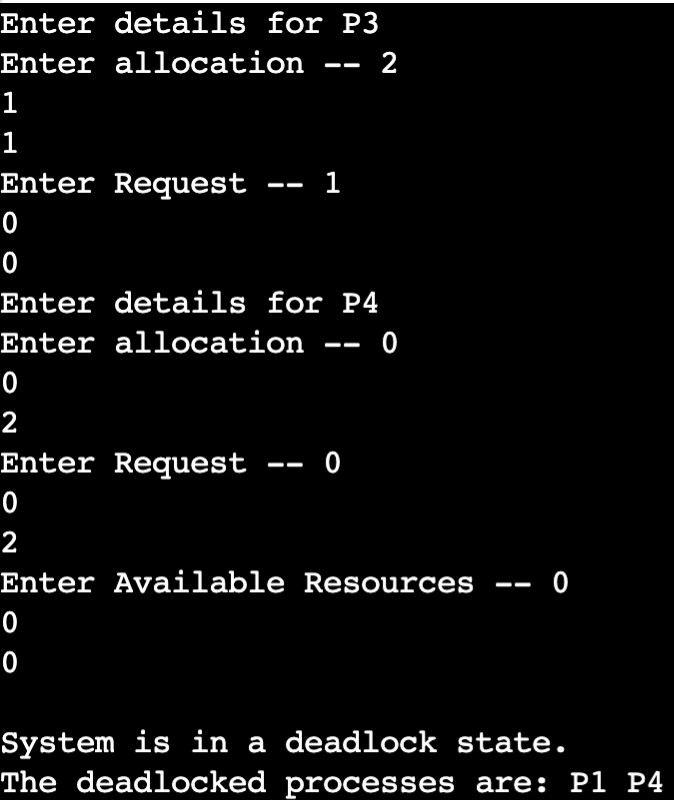 Enter details for P3
Enter allocation -- 2
1
1
Enter Request -- 1
0
0
Enter details for P4
Enter allocation -- 0
0
2
Enter Request -- 0
0
2
Enter Available Resources -- 0
0
0
System is in a deadlock state.
The deadlocked processes are: P1 P4